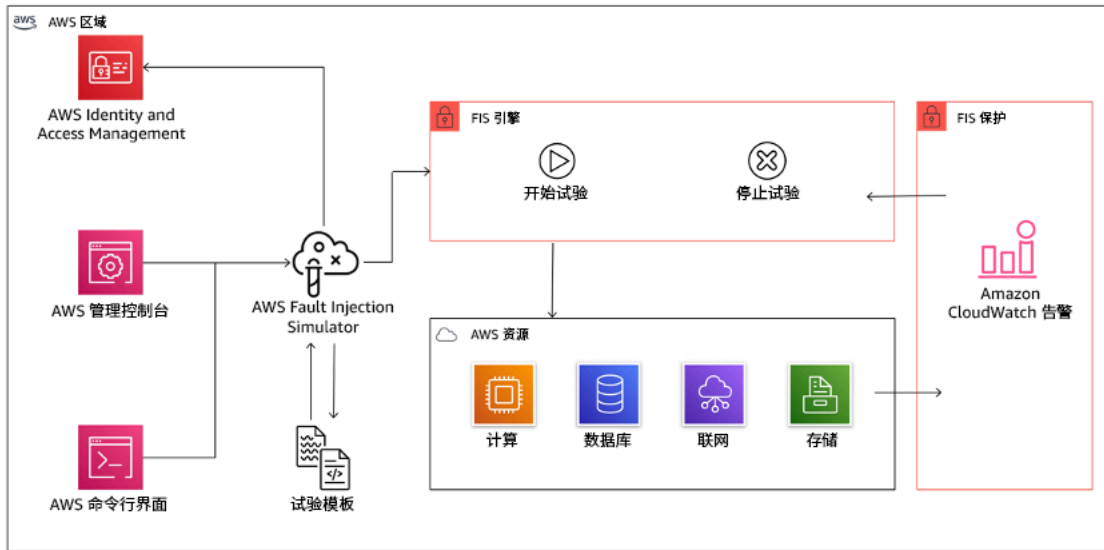 aws
AWS 区域
AWS Identity and
Access Management
FIS 引擎
FIS 保护
开始试验
停止试验
AWS 管理控制台
AWS Fault Injection
Simulator
Amazon
CloudWatch 告警
AWS 资源
计算
数据库
联网
存储
AWS 命令行界面
试验模板